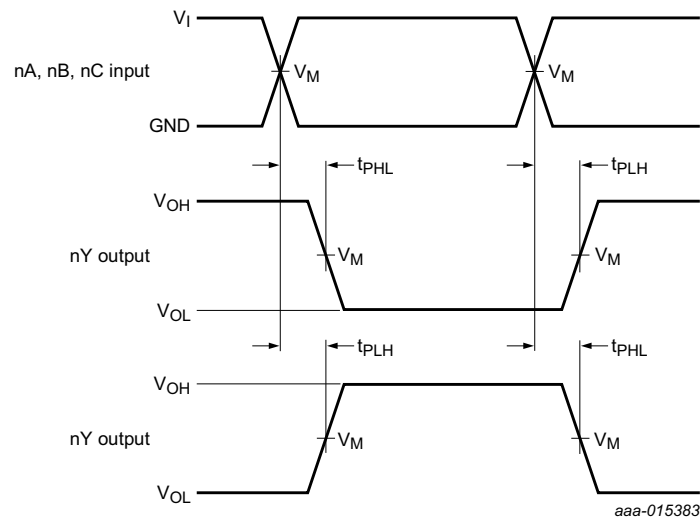 VI
nA, nB, nC input
VM
VM
GND
tPHL
tPLH
VOH
nY output
VM
VM
VOL
tPLH
tPHL
VOH
nY output
VM
VM
VOL
aaa-015383